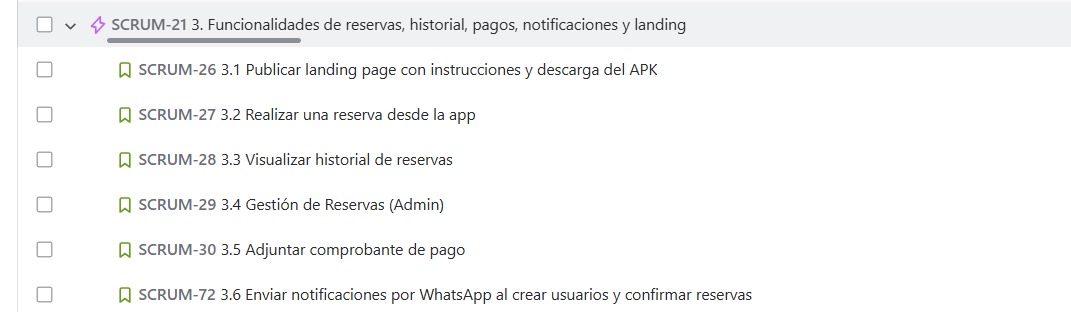 SCRUM-21 3. Funcionalidades de reservas, historial, pagos, notificaciones y landing
SCRUM-26 3.1 Publicar landing page con instrucciones y descarga del APK
SCRUM-27 3.2 Realizar una reserva desde la app
SCRUM-28 3.3 Visualizar historial de reservas
SCRUM-29 3.4 Gestión de Reservas (Admin)
SCRUM-30 3.5 Adjuntar comprobante de pago
SCRUM-72 3.6 Enviar notificaciones por WhatsApp al crear usuarios y confirmar reservas